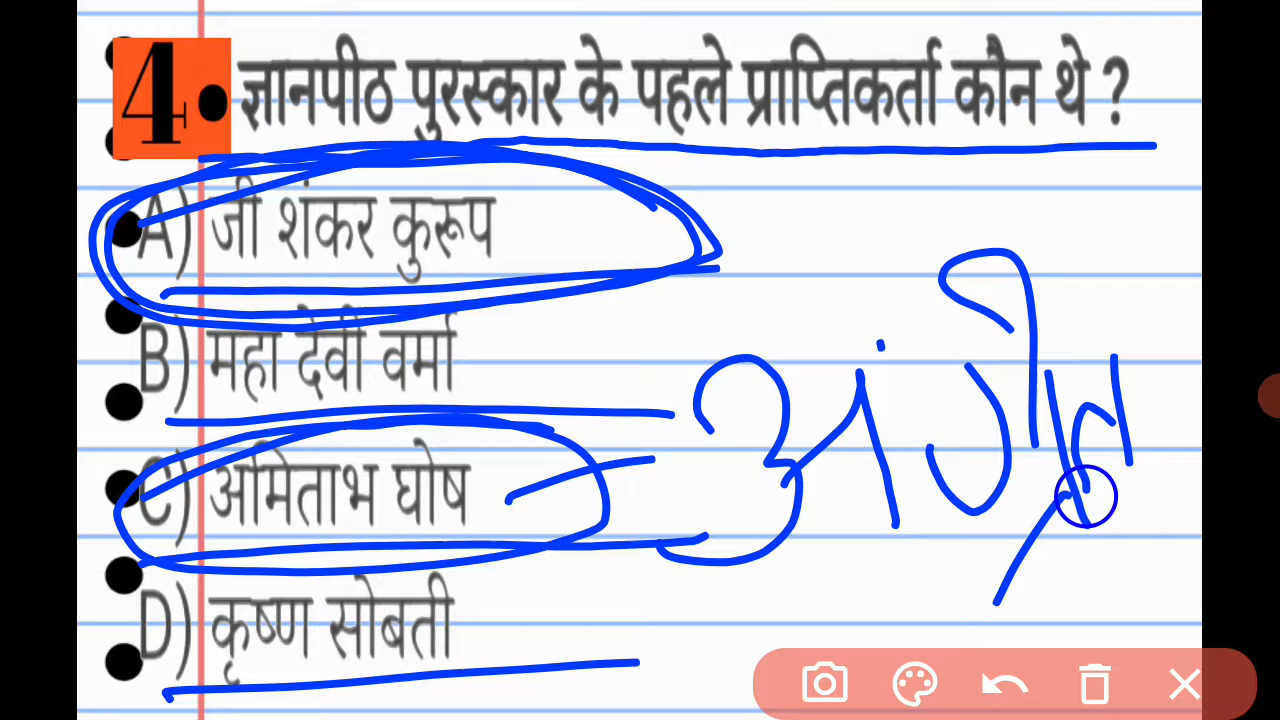 4. ज्ञानपीठ पुरस्कार के पहले प्राप्तिकर्ता कौन थे ?
A) जी शंकर कुरूप
B) महा देवी वर्मा
C) अमिताभ घोष
D) कृष्ण सोबती